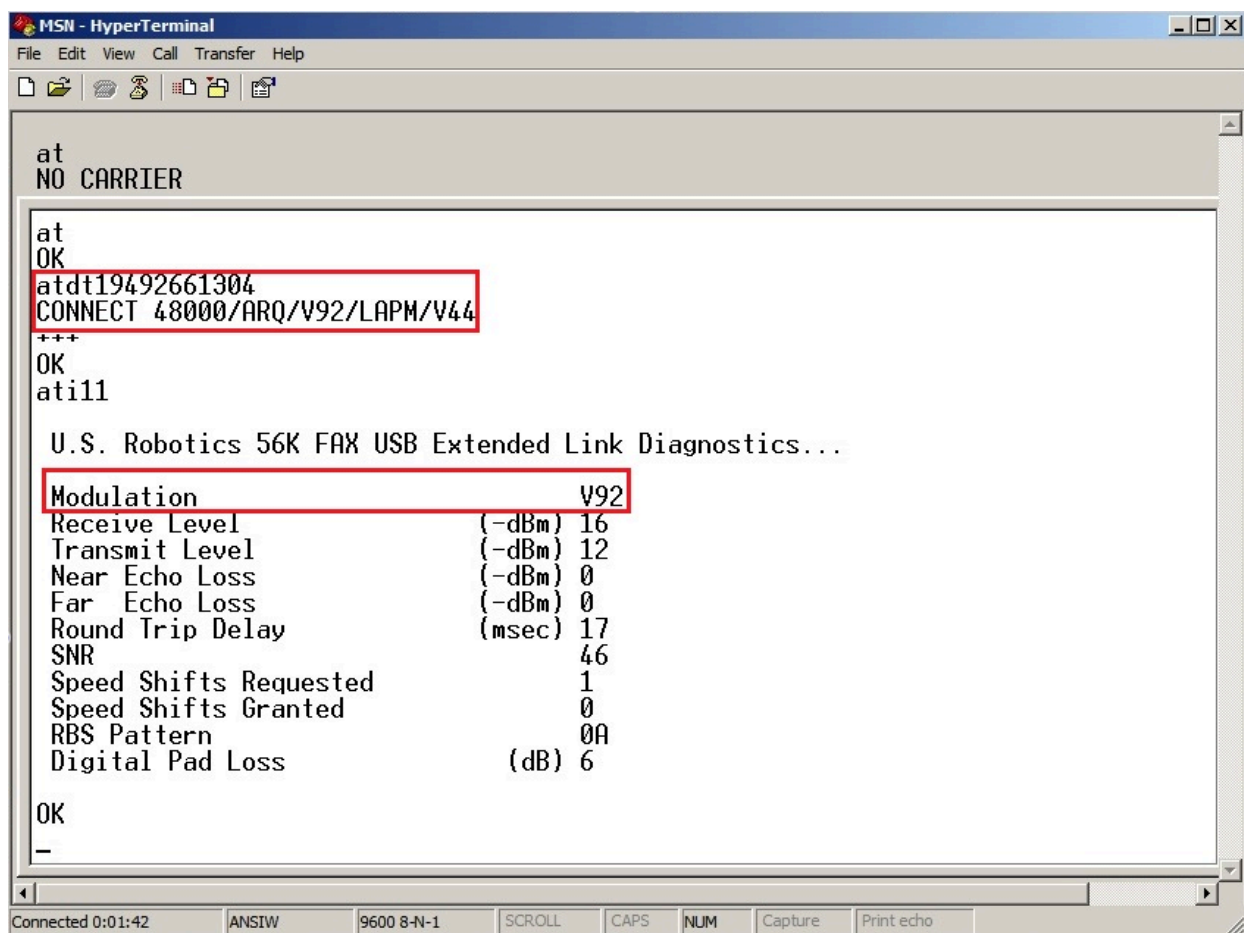 MSN - HyperTerminal
File Edit View Call Transfer Help
at
NO CARRIER
at
OK
atdt19492661304
CONNECT 48000/ARQ/V92/LAPM/V44
+++
OK
ati11
U.S. Robotics 56K FAX USB Extended Link Diagnostics...
Modulation V92
Receive Level (-dBm) 16
Transmit Level (-dBm) 12
Near Echo Loss (-dBm) 0
Far Echo Loss (-dBm) 0
Round Trip Delay (msec) 17
SNR 46
Speed Shifts Requested 1
Speed Shifts Granted 0
RBS Pattern 0A
Digital Pad Loss (dB) 6
OK
_
Connected 0:01:42 ANSIW 9600 8-N-1 SCROLL CAPS NUM Capture Print echo